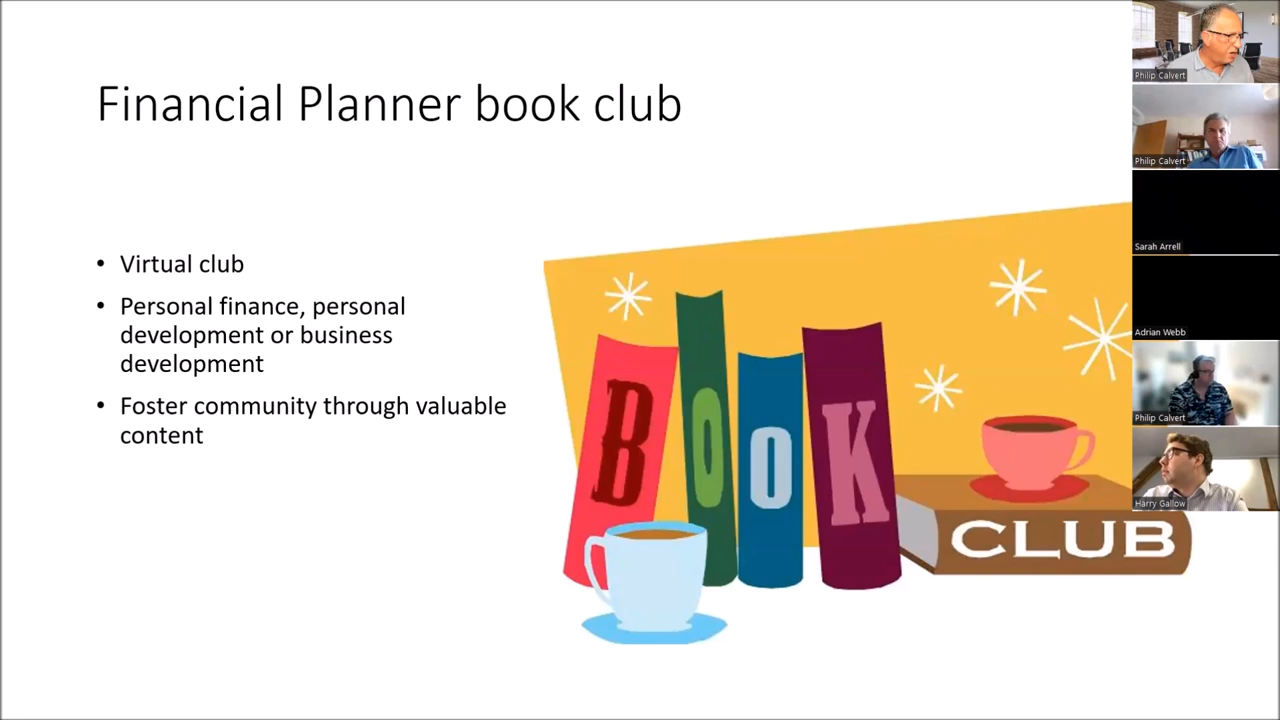 Financial Planner book club
• Virtual club
• Personal finance, personal
development or business
development
• Foster community through valuable
content
BOOK
CLUB
Philip Calvert
Philip Calvert
Sarah Arrell
Adrian Webb
Philip Calvert
Harry Gallow